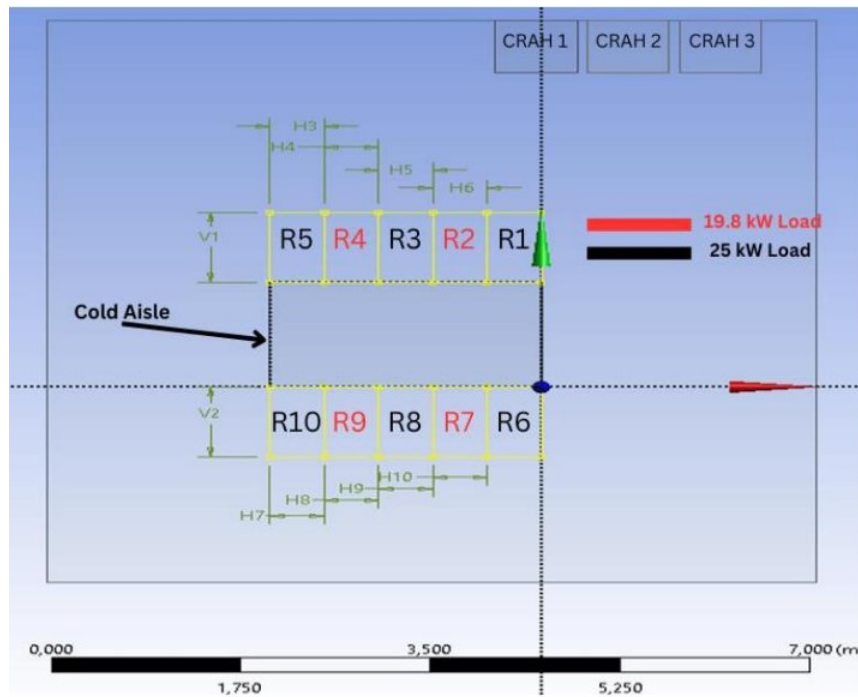 CRAH 1 CRAH 2 CRAH 3
H3
H4
H5
H6
19.8 kW Load
V1
R5 R4 R3 R2 R1
25 kW Load
Cold Aisle
V2
R10 R9 R8 R7 R6
H10
H9
H8
H7
0,000 3,500 7,000 (m
1,750 5,250